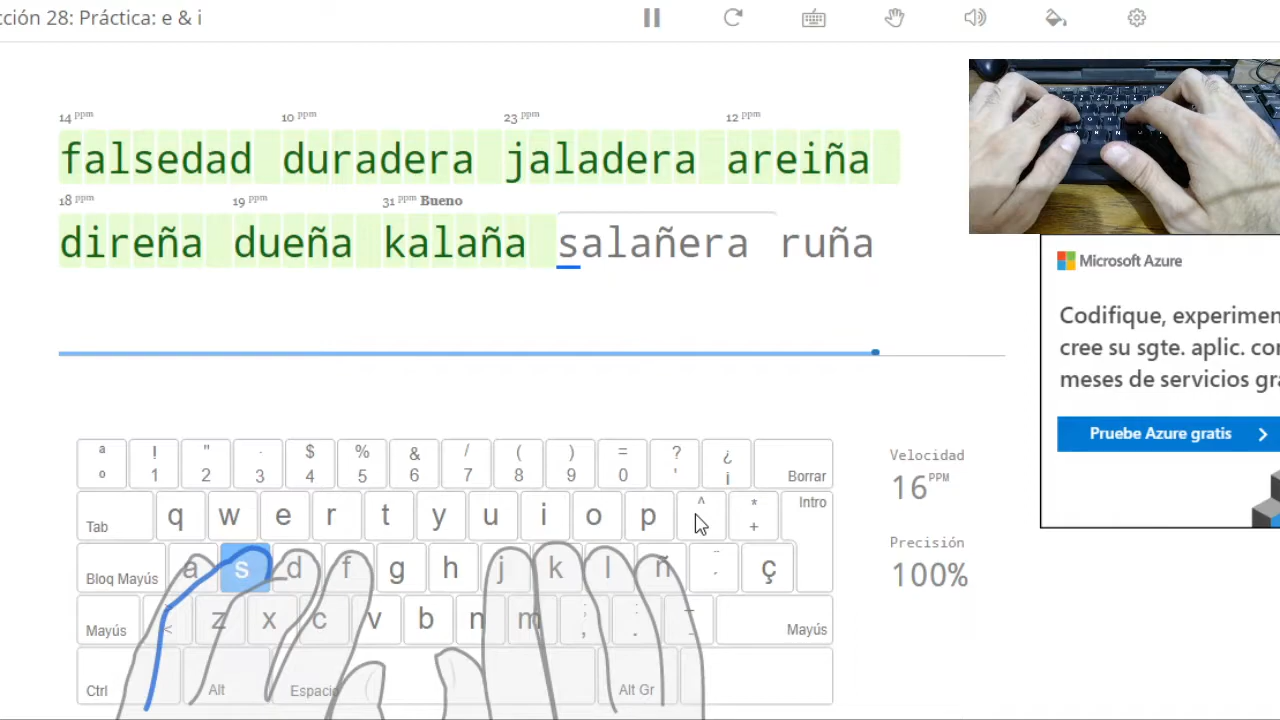 cción 28: Práctica: e & i
14 ppm 10 ppm 23 ppm 12 ppm
falsedad duradera jaladera areiña
18 ppm 19 ppm 31 ppm Bueno
direña dueña kalaña salañera ruña
Microsoft Azure
Codifique, experimen
cree su sgte. aplic. co
meses de servicios gra
Pruebe Azure gratis
ª ! " · $ % & / ( ) = ? ¿
º 1 2 3 4 5 6 7 8 9 0 ' ¡ Borrar
Tab q w e r t y u i o p ^ * + Intro
Bloq Mayús a s d f g h j k l ñ ¨ ç
Mayús < z x c v b n m ; , : . _ - Mayús
Ctrl Alt Espacio Alt Gr
Velocidad
16 PPM
Precisión
100%